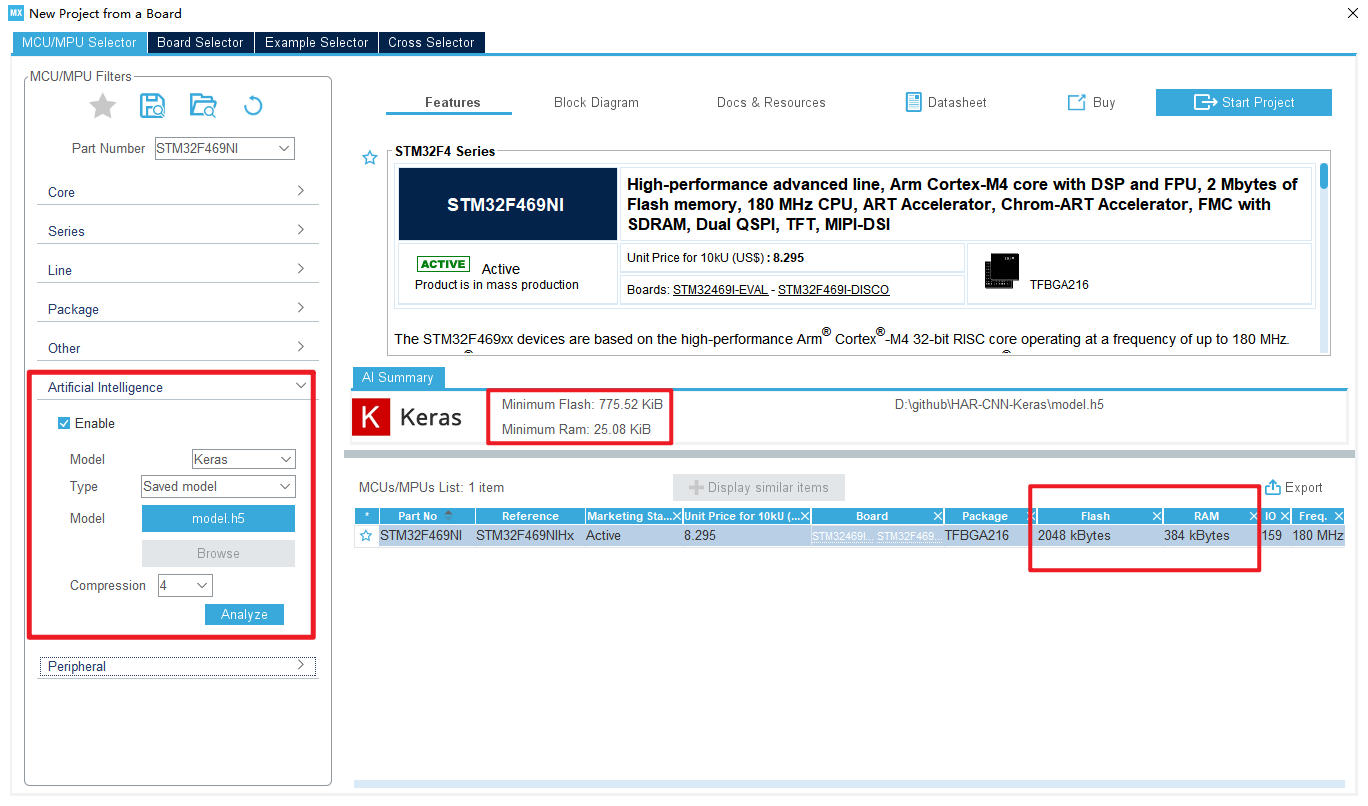 MX New Project from a Board
MCU/MPU Selector Board Selector Example Selector Cross Selector
MCU/MPU Filters
Part Number STM32F469NI
Core
Series
Line
Package
Other
Artificial Intelligence
Enable
Model Keras
Type Saved model
Model model.h5
Browse
Compression 4
Analyze
Peripheral
Features Block Diagram Docs & Resources Datasheet Buy Start Project
STM32F4 Series
STM32F469NI
High-performance advanced line, Arm Cortex-M4 core with DSP and FPU, 2 Mbytes of
Flash memory, 180 MHz CPU, ART Accelerator, Chrom-ART Accelerator, FMC with
SDRAM, Dual QSPI, TFT, MIPI-DSI
ACTIVE Active
Product is in mass production
Unit Price for 10kU (US$) : 8.295
Boards: STM32469I-EVAL - STM32F469I-DISCO
TFBGA216
The STM32F469xx devices are based on the high-performance Arm® Cortex®-M4 32-bit RISC core operating at a frequency of up to 180 MHz.
AI Summary
K Keras
Minimum Flash: 775.52 KiB
Minimum Ram: 25.08 KiB
D:\github\HAR-CNN-Keras\model.h5
MCUs/MPUs List: 1 item
Display similar items
Export
* Part No Reference Marketing Sta... Unit Price for 10kU (... Board Package Flash RAM IO Freq.
STM32F469NI STM32F469NIHx Active 8.295 STM32469I... STM32F469... TFBGA216 2048 kBytes 384 kBytes 159 180 MHz